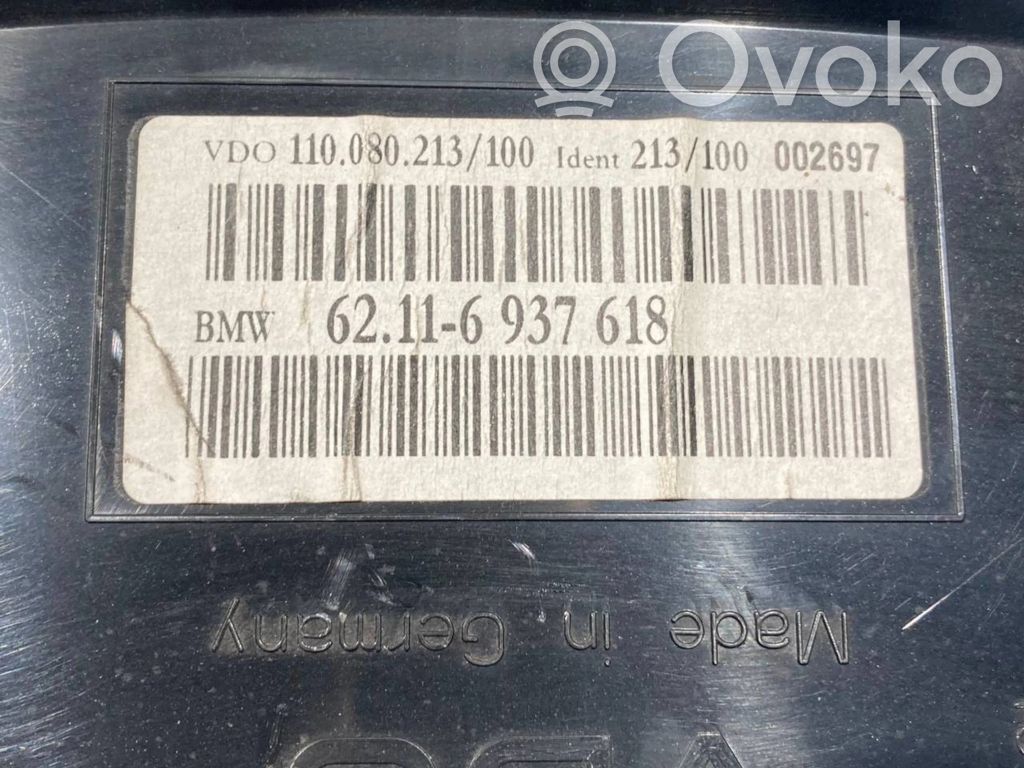 Ovoko
VDO 110.080.213/100 Ident 213/100 002697
BMW 62.11-6 937 618
Made in Germany